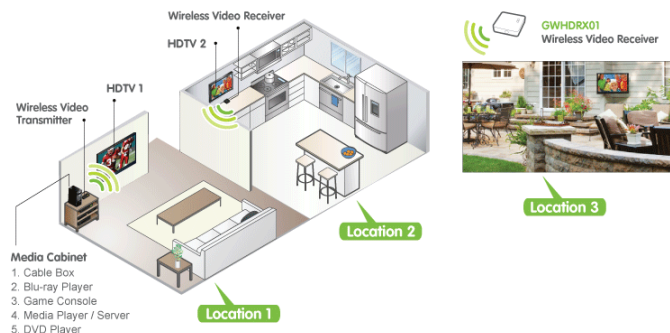 Wireless Video Receiver
HDTV 2
HDTV 1
Wireless Video
Transmitter
Media Cabinet
1. Cable Box
2. Blu-ray Player
3. Game Console
4. Media Player / Server
5. DVD Player
Location 1
Location 2
GWHDRX01
Wireless Video Receiver
Location 3